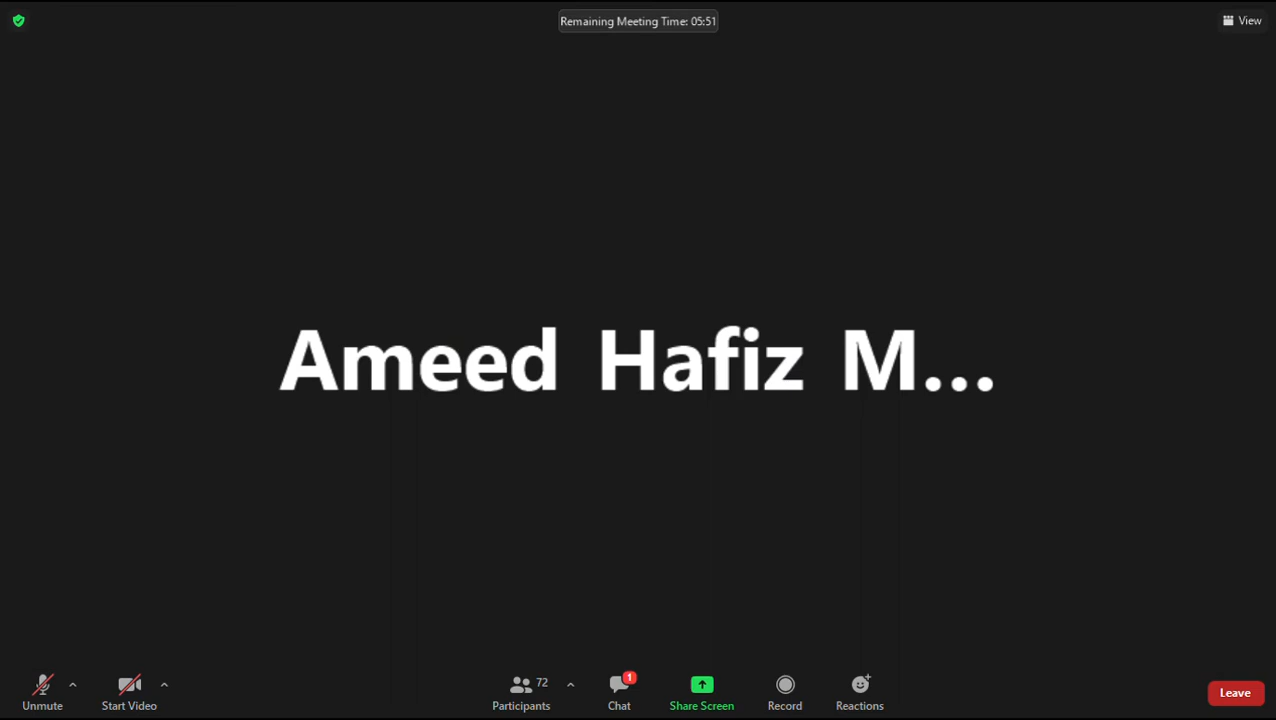 Remaining Meeting Time: 05:51
View
Ameed Hafiz M...
72
1
Unmute
Start Video
Participants
Chat
Share Screen
Record
Reactions
Leave